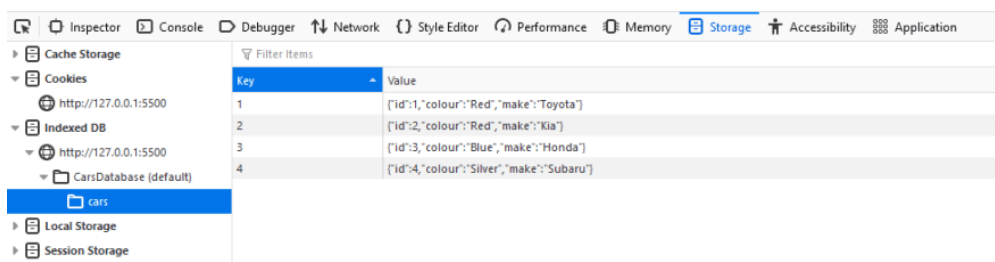 Inspector Console Debugger Network Style Editor Performance Memory Storage Accessibility Application
Cache Storage
Filter Items
Cookies
Key Value
http://127.0.0.1:5500
1 {"id":1,"colour":"Red","make":"Toyota"}
Indexed DB
2 {"id":2,"colour":"Red","make":"Kia"}
http://127.0.0.1:5500
3 {"id":3,"colour":"Blue","make":"Honda"}
CarsDatabase (default)
4 {"id":4,"colour":"Silver","make":"Subaru"}
cars
Local Storage
Session Storage